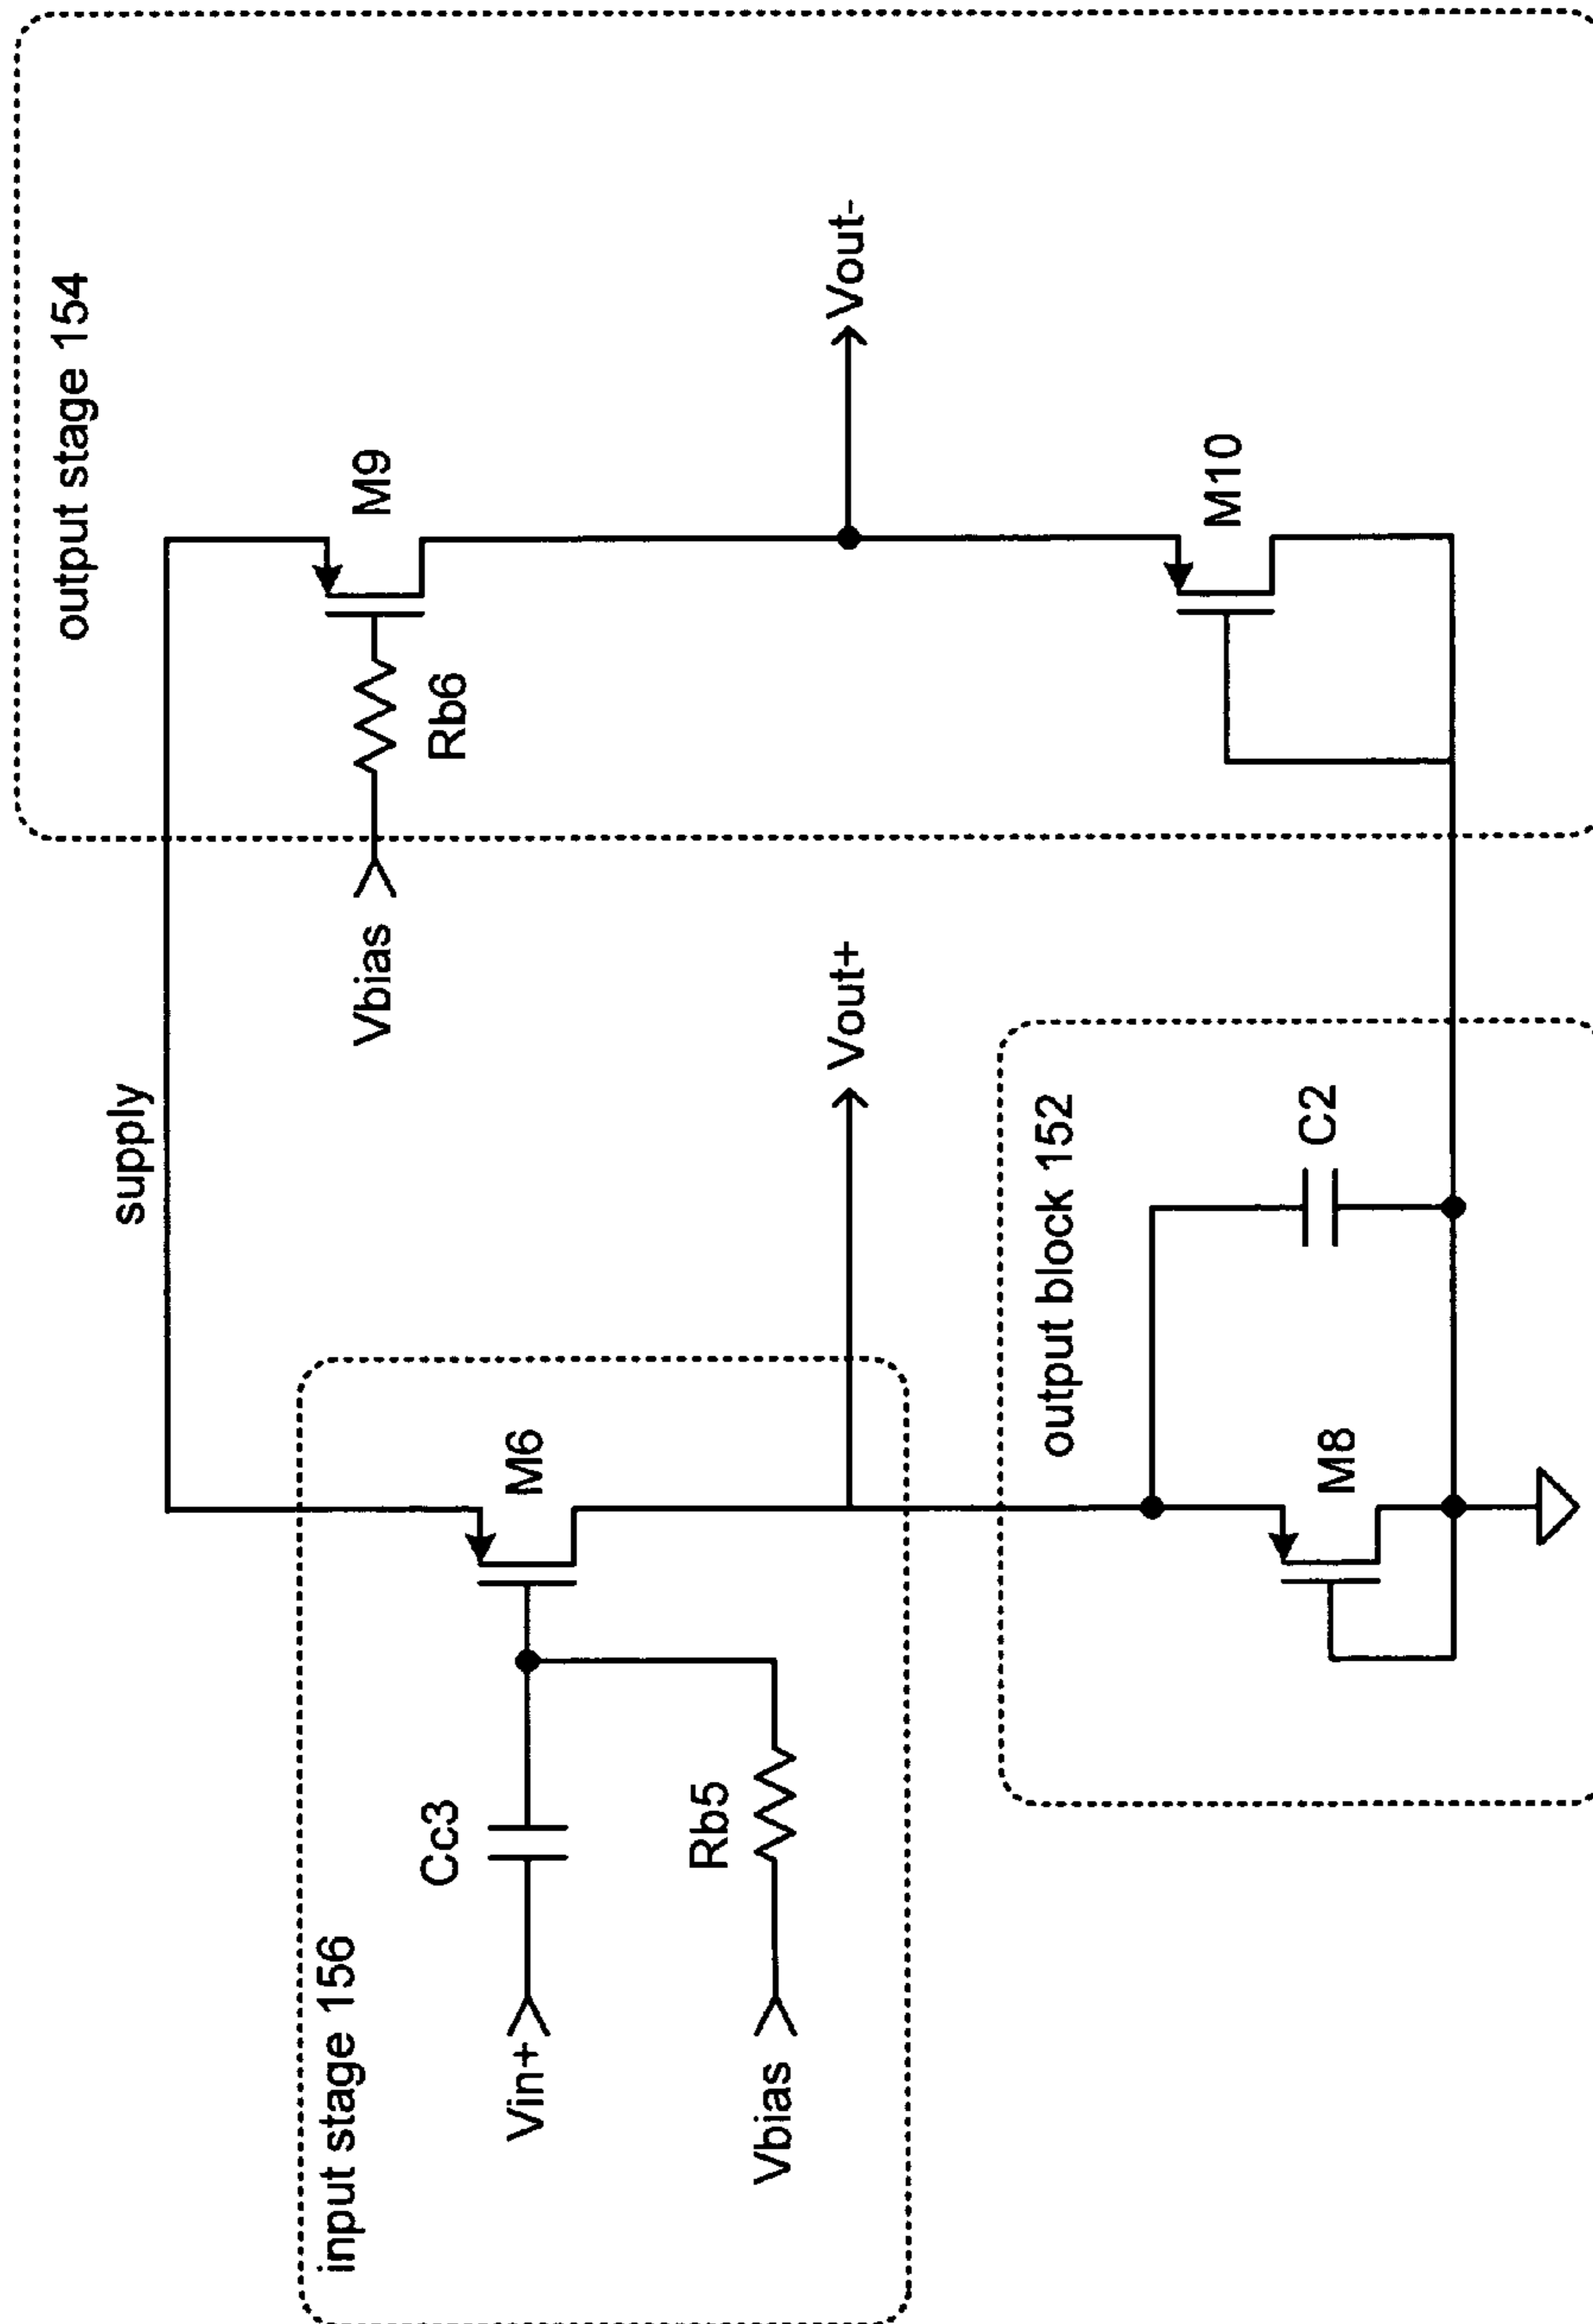 output stage 154
supply
M9
Rb6
Vbias
input stage 156
M6
Cc3
Vin+
Rb5
Vbias
Vout+
Vout-
output block 152
M8
C2
M10